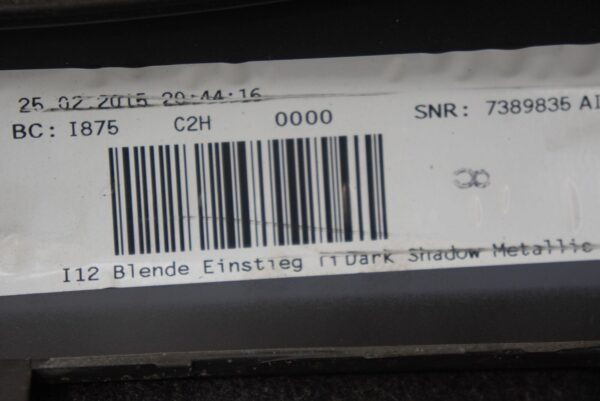 25.02.2015 20:44:16
BC: I875 C2H 0000 SNR: 7389835 AI
I12 Blende Einstieg Dark Shadow Metallic